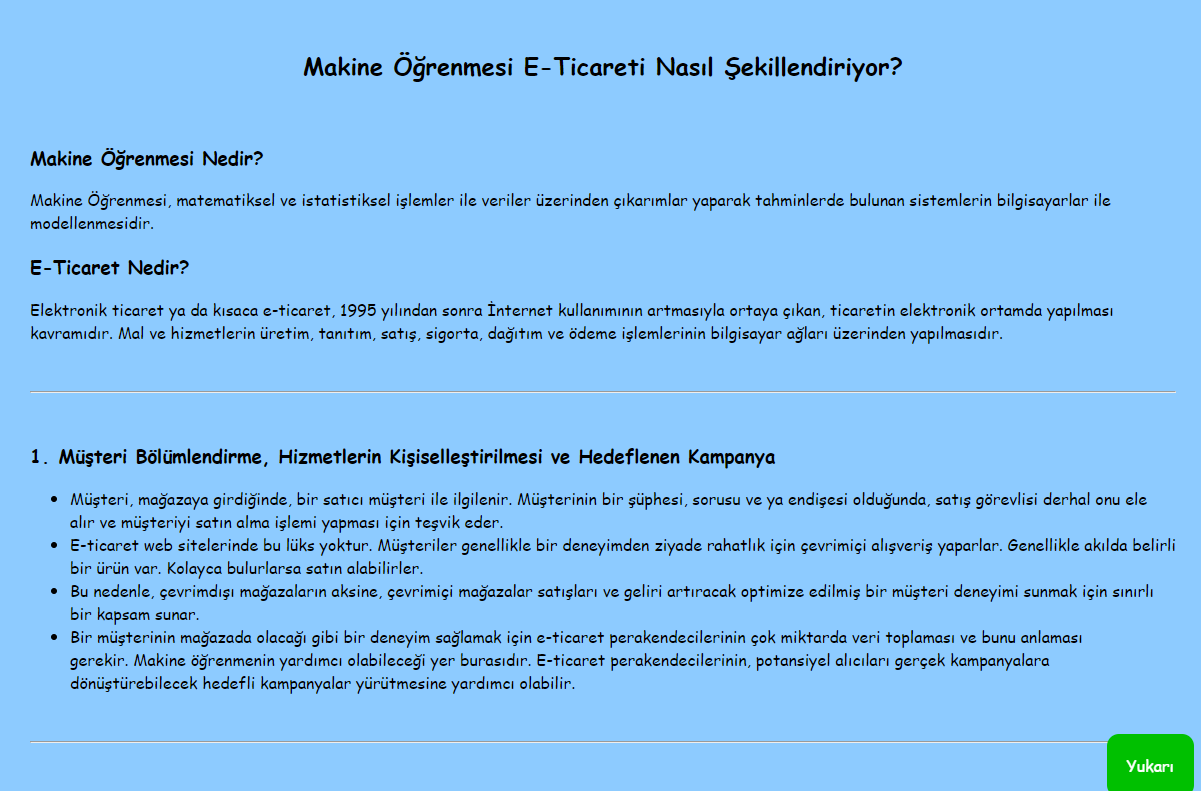 Makine Öğrenmesi E-Ticareti Nasıl Şekillendiriyor?
Makine Öğrenmesi Nedir?
Makine Öğrenmesi, matematiksel ve istatistiksel işlemler ile veriler üzerinden çıkarımlar yaparak tahminlerde bulunan sistemlerin bilgisayarlar ile
modellenmesidir.
E-Ticaret Nedir?
Elektronik ticaret ya da kısaca e-ticaret, 1995 yılından sonra İnternet kullanımının artmasıyla ortaya çıkan, ticaretin elektronik ortamda yapılması
kavramıdır. Mal ve hizmetlerin üretim, tanıtım, satış, sigorta, dağıtım ve ödeme işlemlerinin bilgisayar ağları üzerinden yapılmasıdır.
1. Müşteri Bölümlendirme, Hizmetlerin Kişiselleştirilmesi ve Hedeflenen Kampanya
• Müşteri, mağazaya girdiğinde, bir satıcı müşteri ile ilgilenir. Müşterinin bir şüphesi, sorusu ve ya endişesi olduğunda, satış görevlisi derhal onu ele
alır ve müşteriyi satın alma işlemi yapması için teşvik eder.
• E-ticaret web sitelerinde bu lüks yoktur. Müşteriler genellikle bir deneyimden ziyade rahatlık için çevrimiçi alışveriş yaparlar. Genellikle akılda belirli
bir ürün var. Kolayca bulurlarsa satın alabilirler.
• Bu nedenle, çevrimdışı mağazaların aksine, çevrimiçi mağazalar satışları ve geliri artıracak optimize edilmiş bir müşteri deneyimi sunmak için sınırlı
bir kapsam sunar.
• Bir müşterinin mağazada olacağı gibi bir deneyim sağlamak için e-ticaret perakendecilerinin çok miktarda veri toplaması ve bunu anlaması
gerekir. Makine öğrenmenin yardımcı olabileceği yer burasıdır. E-ticaret perakendecilerinin, potansiyel alıcıları gerçek kampanyalara
dönüştürebilecek hedefli kampanyalar yürütmesine yardımcı olabilir.
Yukarı